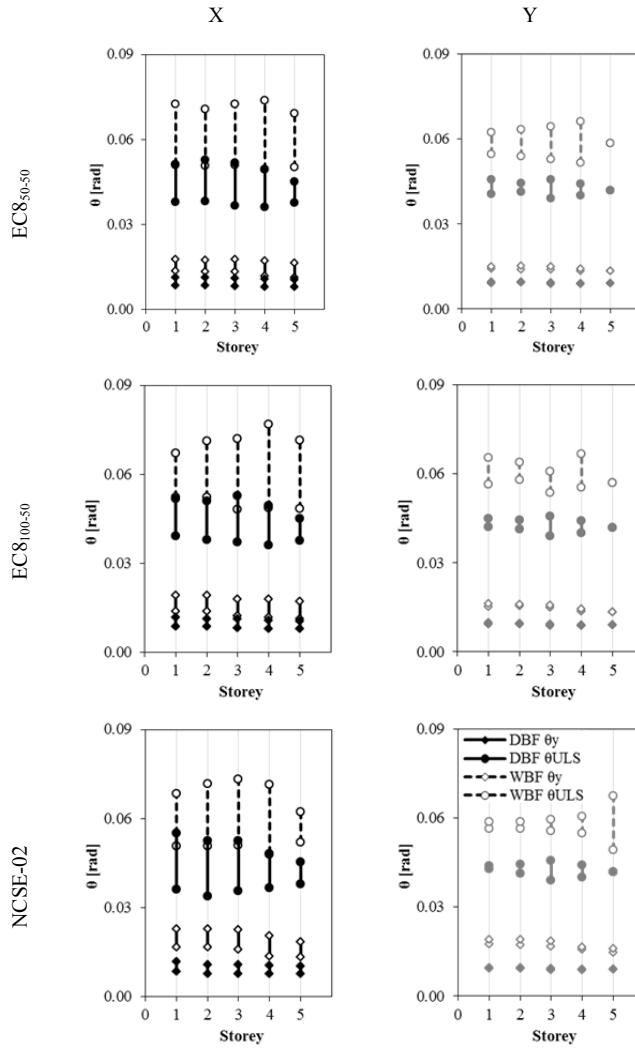 X Y
EC8₅₀₋₅₀
0.09
0.06
0.03
0.00
θ [rad]
0 1 2 3 4 5
Storey
0.09
0.06
0.03
0.00
θ [rad]
0 1 2 3 4 5
Storey
EC8₁₀₀₋₅₀
0.09
0.06
0.03
0.00
θ [rad]
0 1 2 3 4 5
Storey
0.09
0.06
0.03
0.00
θ [rad]
0 1 2 3 4 5
Storey
NCSE-02
0.09
0.06
0.03
0.00
θ [rad]
0 1 2 3 4 5
Storey
0.09
0.06
0.03
0.00
θ [rad]
DBF θy
DBF θULS
WBF θy
WBF θULS
0 1 2 3 4 5
Storey